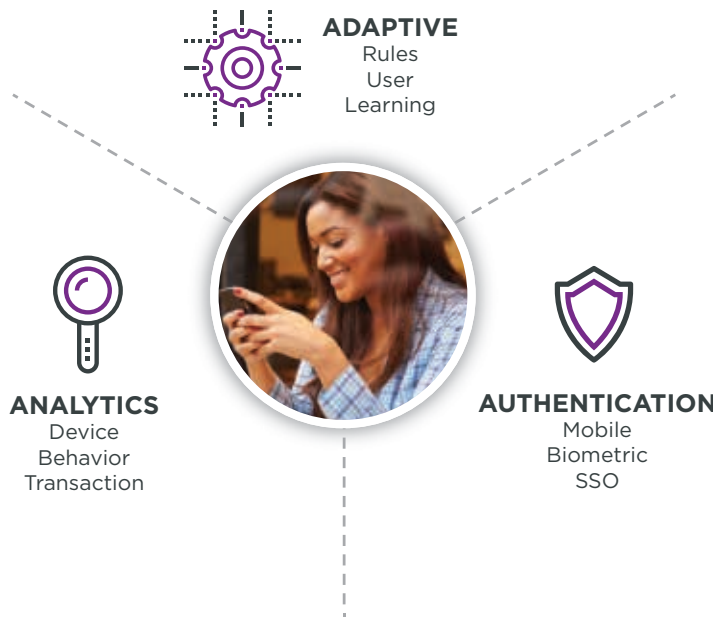 ADAPTIVE
Rules
User
Learning
ANALYTICS
Device
Behavior
Transaction
AUTHENTICATION
Mobile
Biometric
SSO